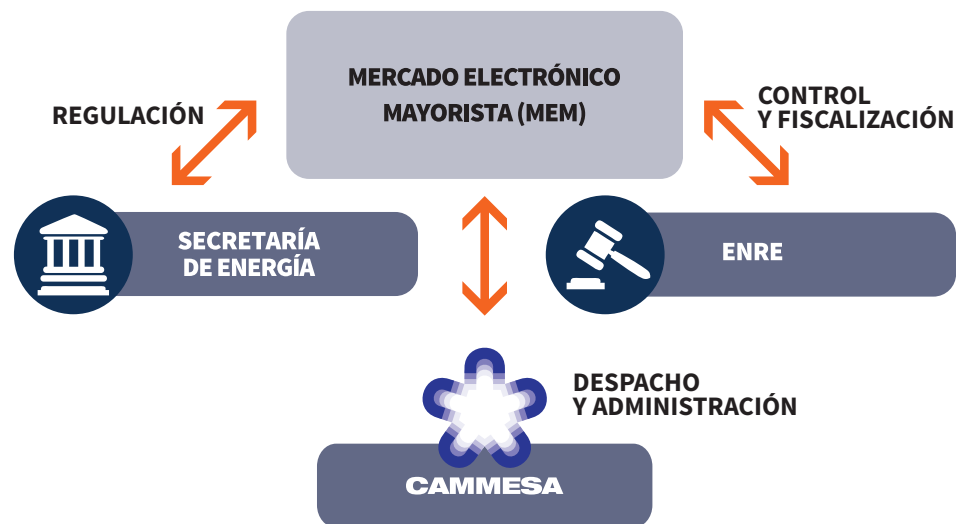 MERCADO ELECTRÓNICO
MAYORISTA (MEM)
REGULACIÓN
CONTROL
Y FISCALIZACIÓN
SECRETARÍA
DE ENERGÍA
ENRE
DESPACHO
Y ADMINISTRACIÓN
CAMMESA